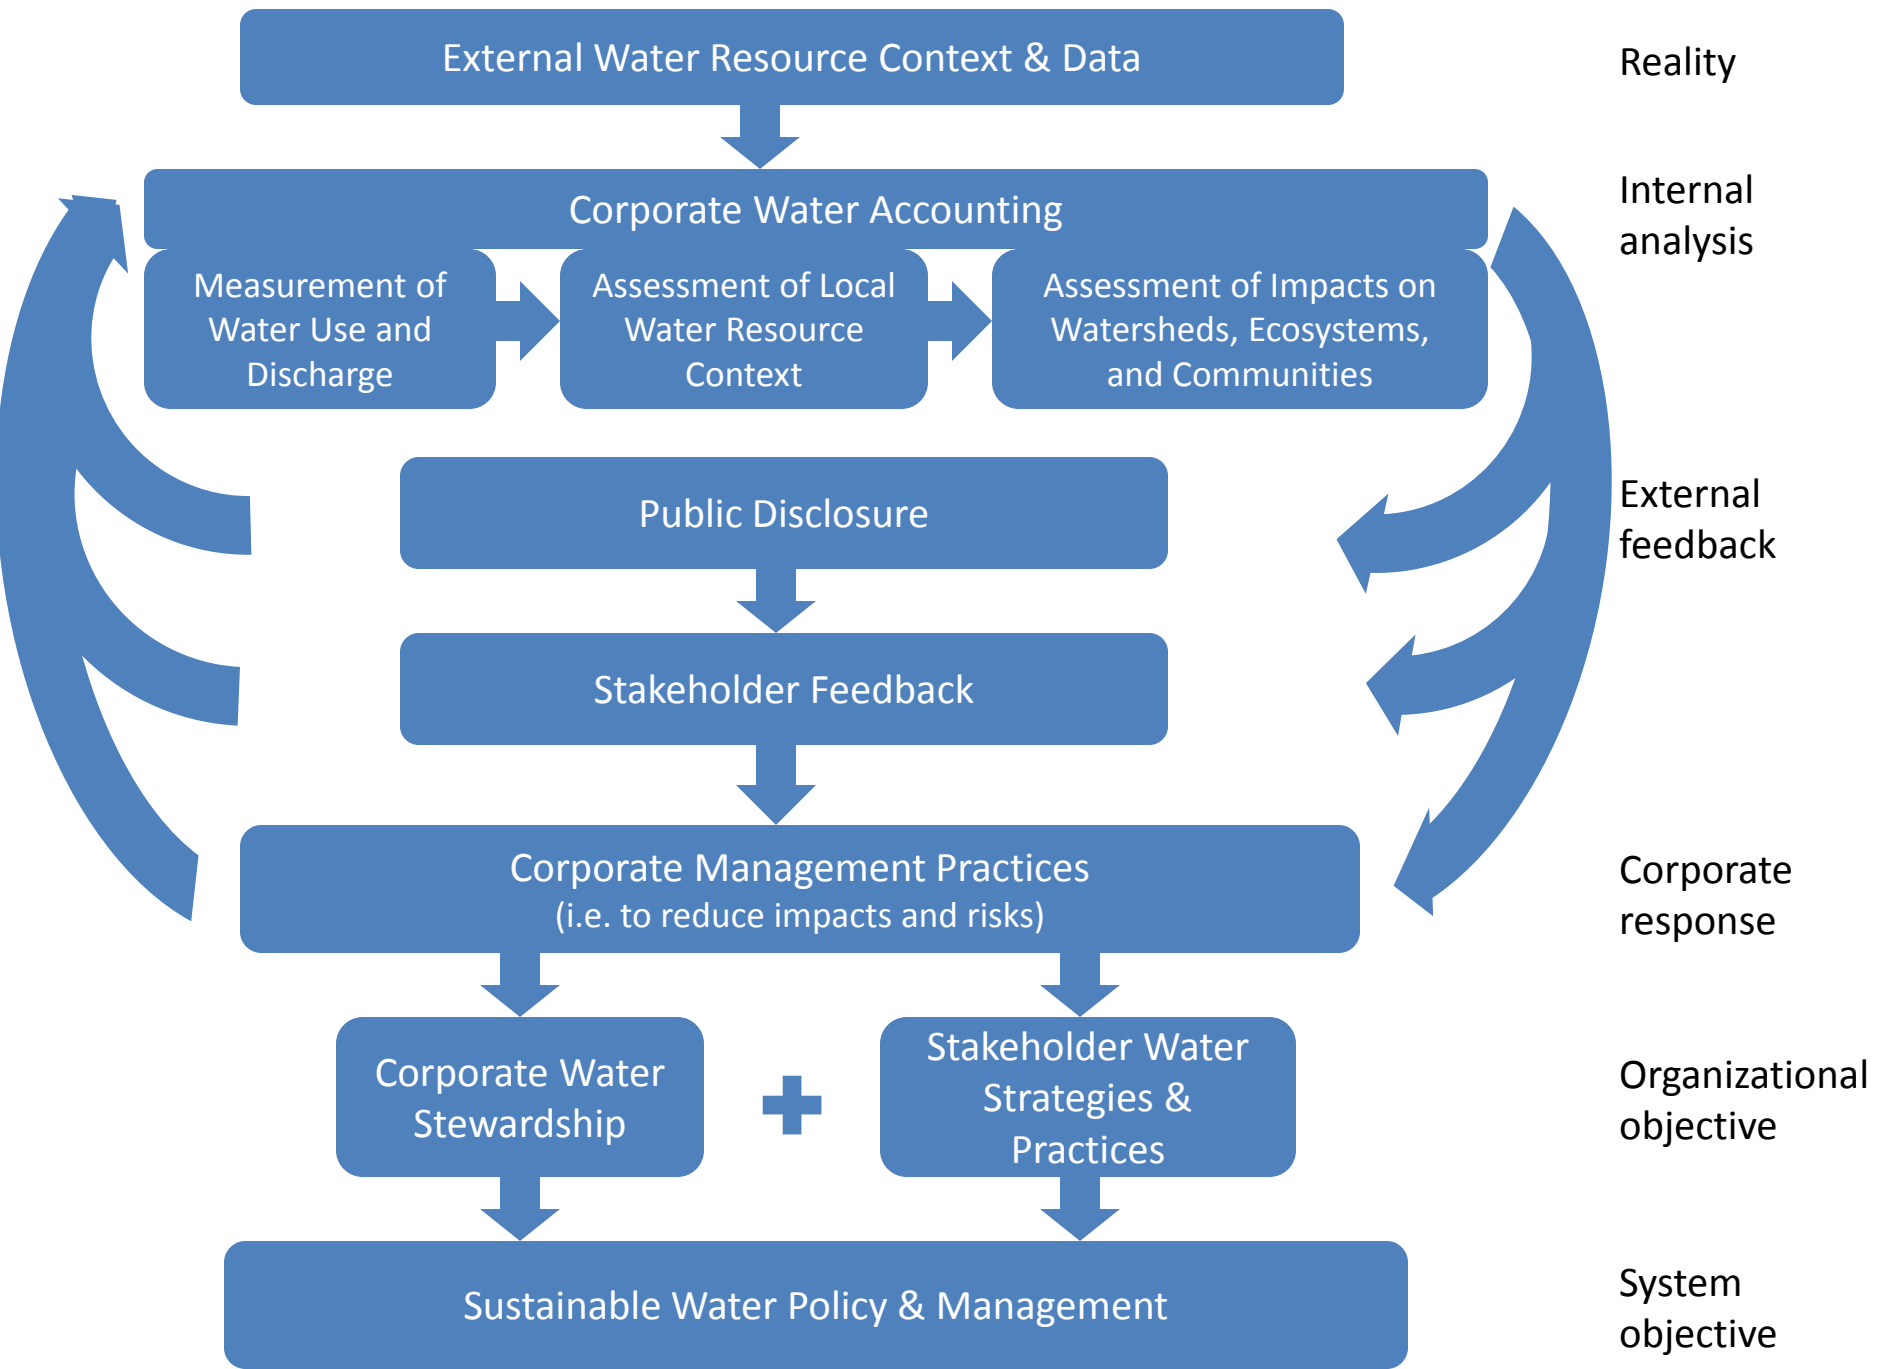 External Water Resource Context & Data
Reality
Corporate Water Accounting
Internal
analysis
Measurement of
Water Use and
Discharge
Assessment of Local
Water Resource
Context
Assessment of Impacts on
Watersheds, Ecosystems,
and Communities
Public Disclosure
External
feedback
Stakeholder Feedback
Corporate Management Practices
(i.e. to reduce impacts and risks)
Corporate
response
Corporate Water
Stewardship
Stakeholder Water
Strategies &
Practices
Organizational
objective
Sustainable Water Policy & Management
System
objective